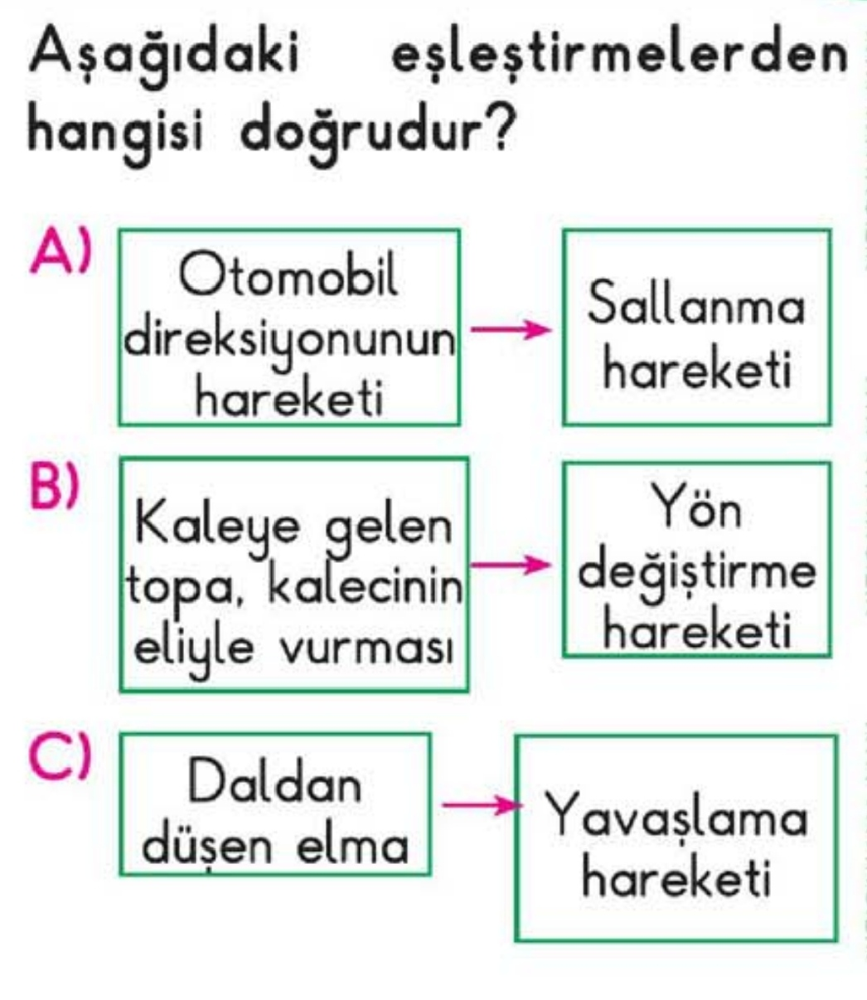 Aşağıdaki eşleştirmelerden
hangisi doğrudur?
A)
Otomobil
direksiyonunun
hareketi
Sallanma
hareketi
B)
Kaleye gelen
topa, kalecinin
eliyle vurması
Yön
değiştirme
hareketi
C)
Daldan
düşen elma
Yavaşlama
hareketi